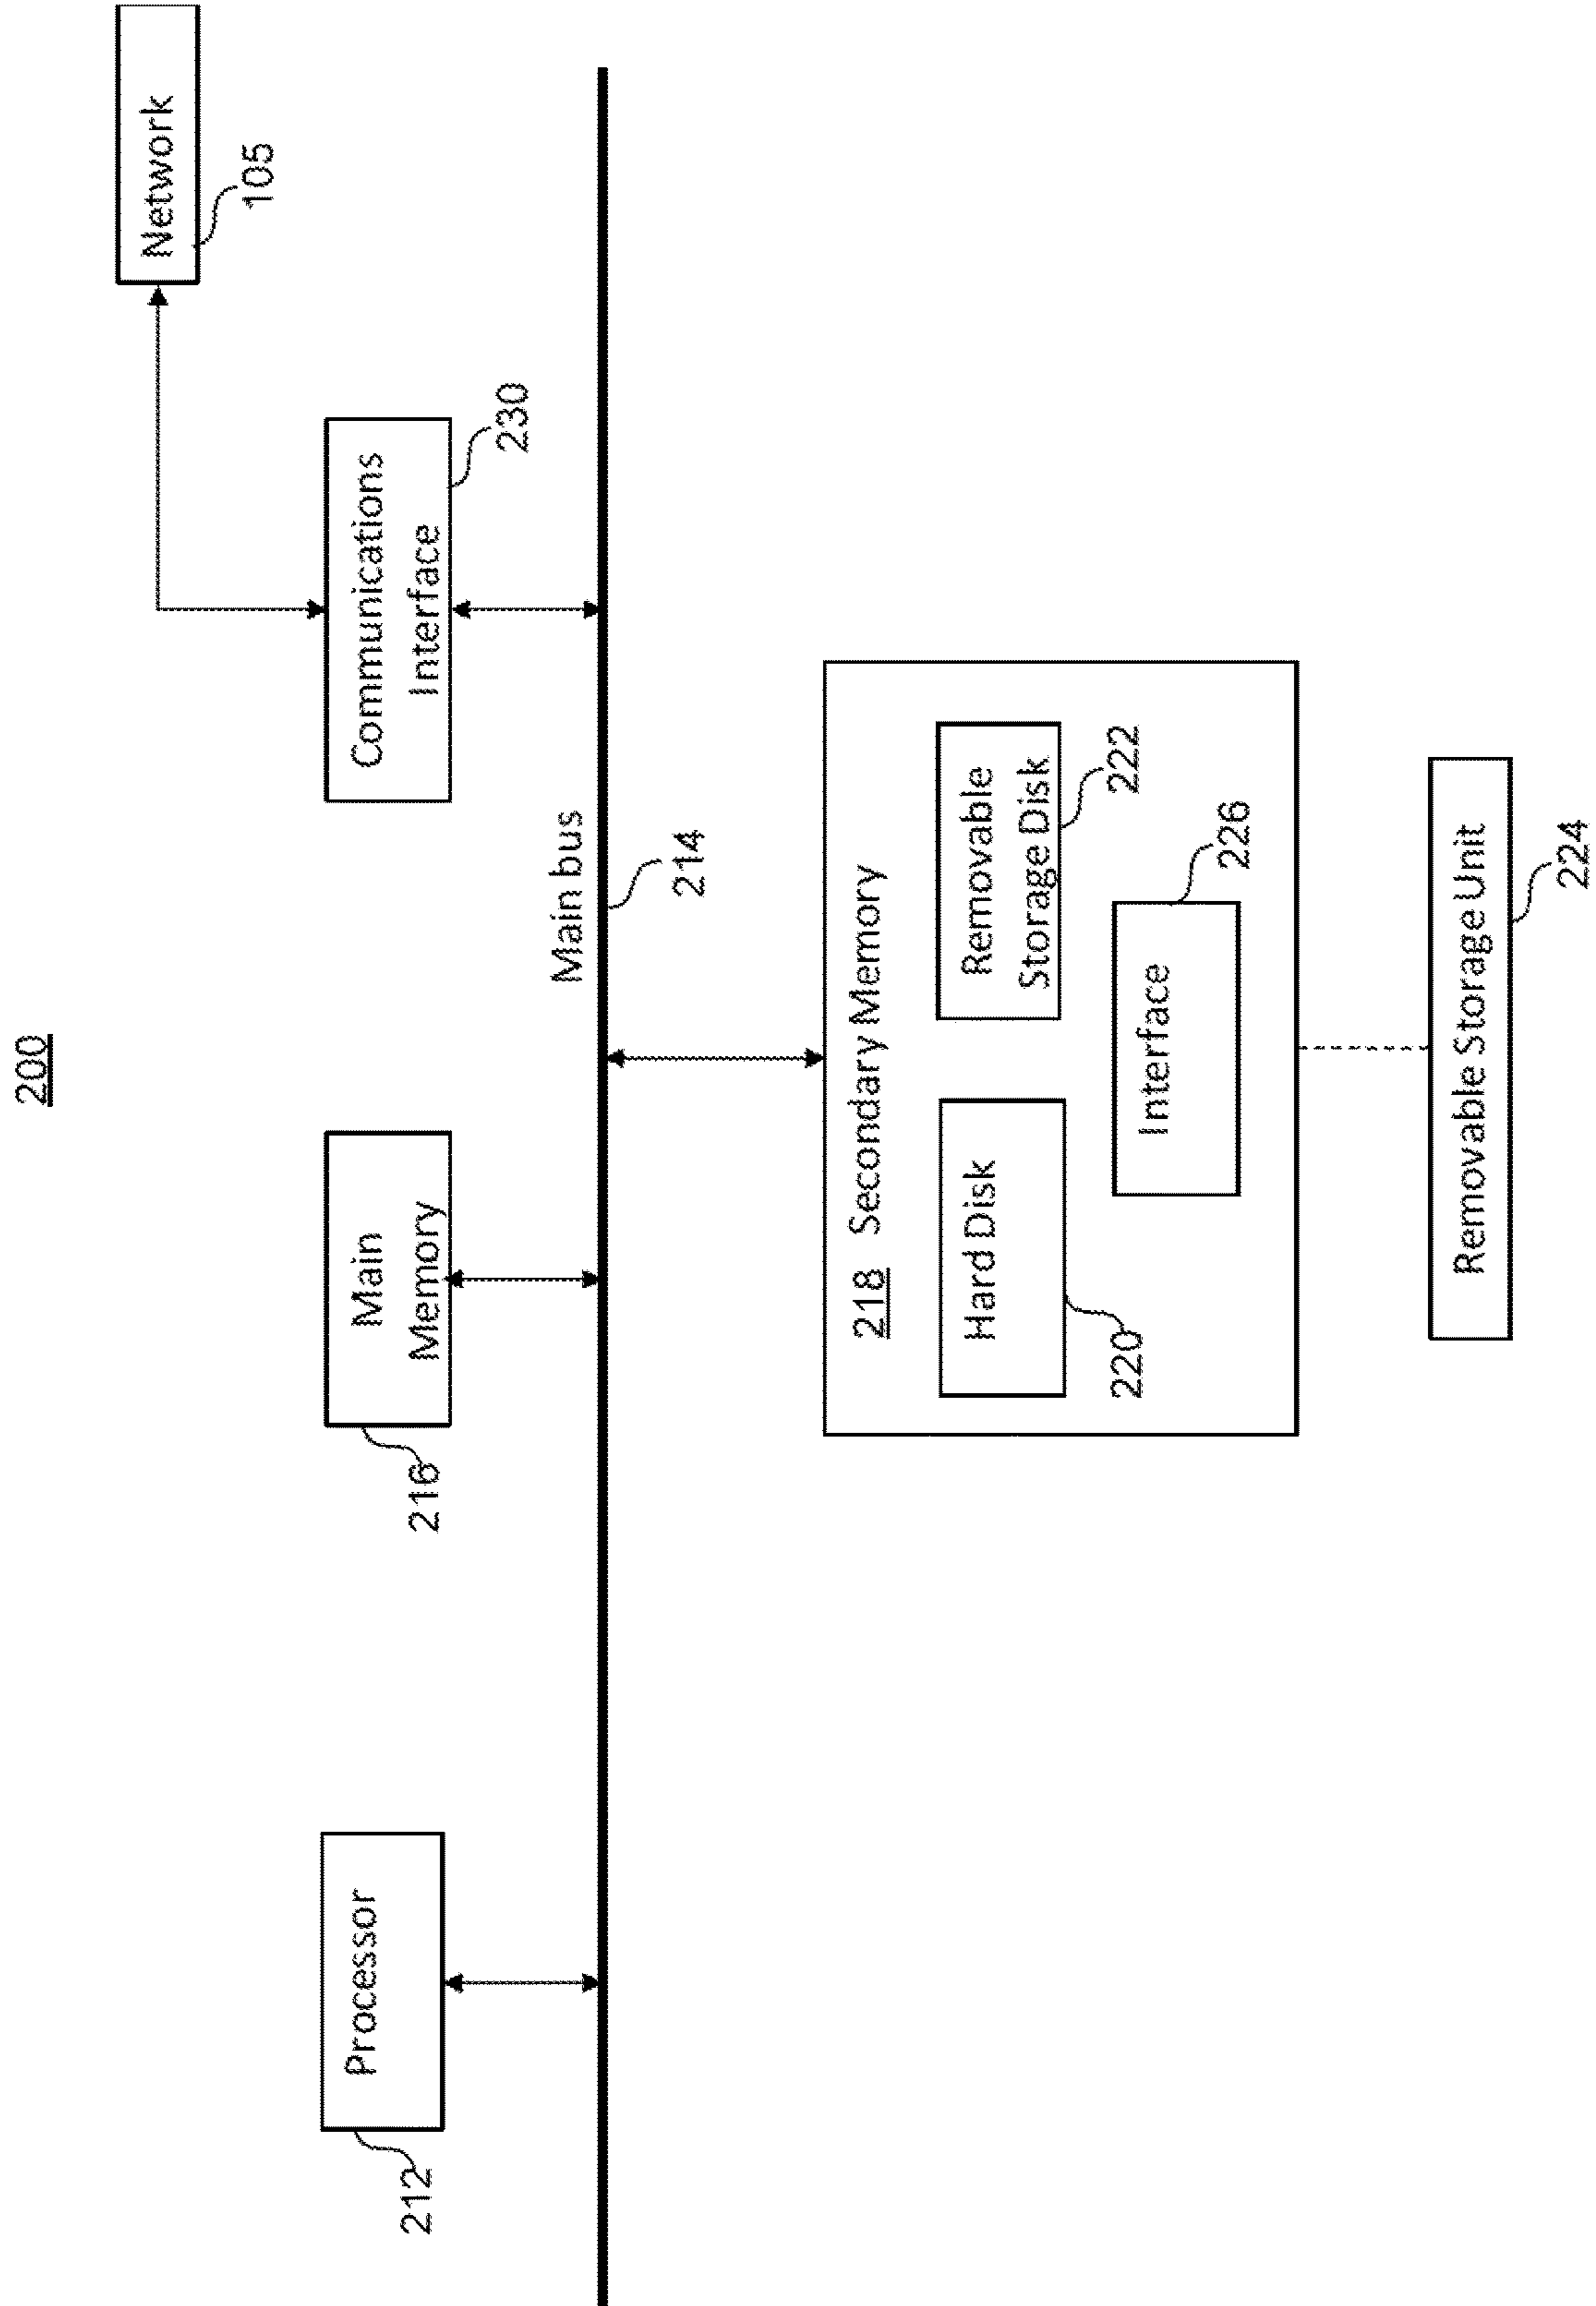 200
Network
105
Processor
212
Main
Memory
216
Communications
Interface
230
Main bus
214
218 Secondary Memory
Hard Disk
220
Removable
Storage Disk
222
Interface
226
Removable Storage Unit
224